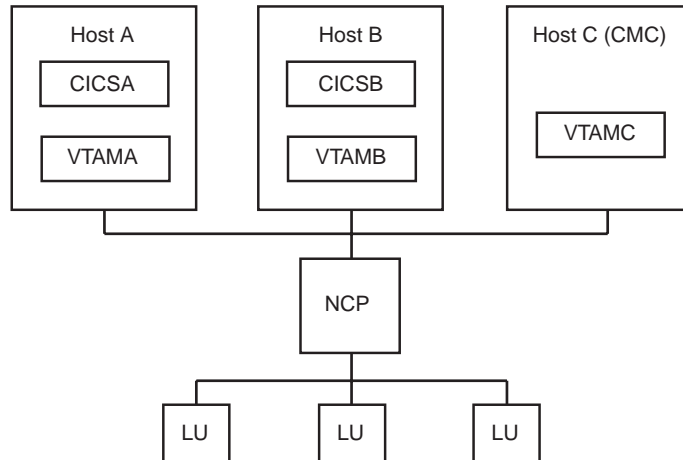 Host A
Host B
Host C (CMC)
CICSA
CICSB
VTAMA
VTAMB
VTAMC
NCP
LU
LU
LU